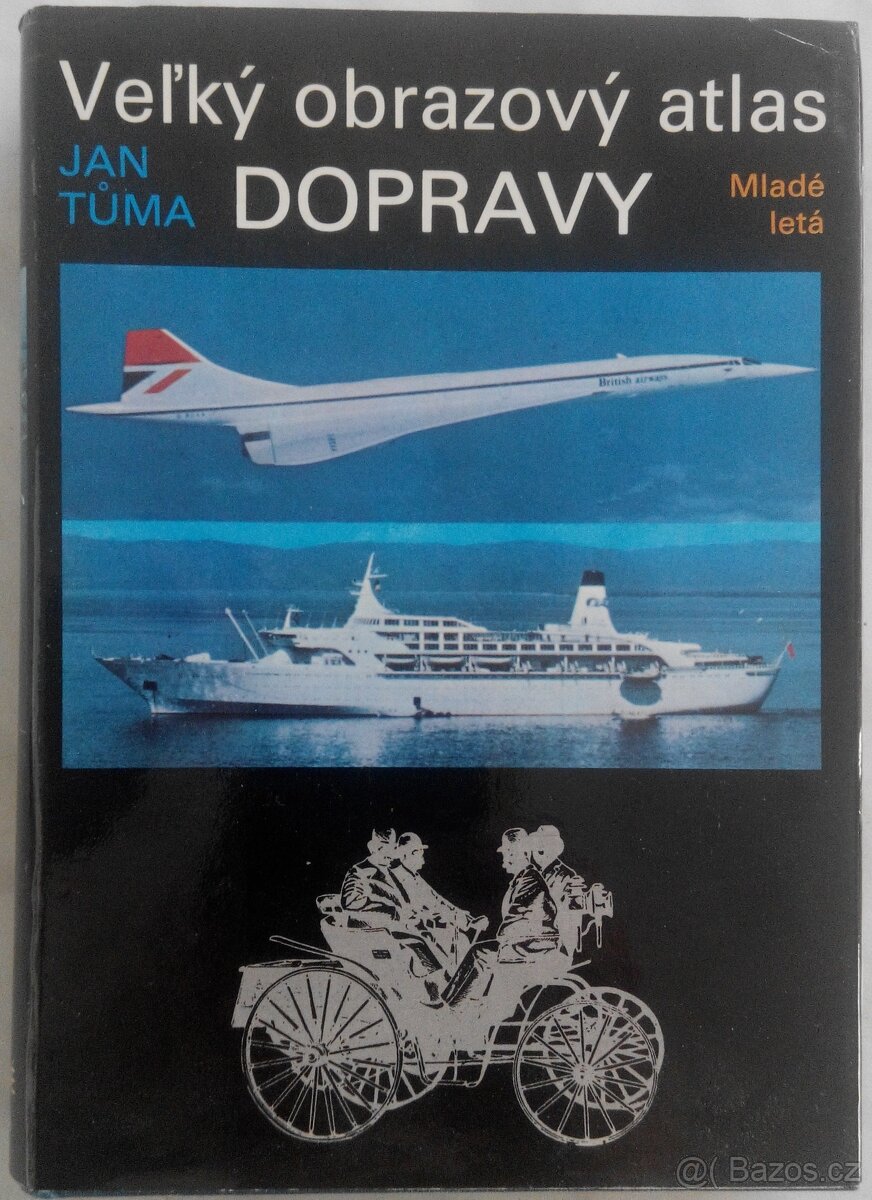 Veľký obrazový atlas
JAN
TŮMA
DOPRAVY
Mladé
letá
British airways
@( Bazos.cz